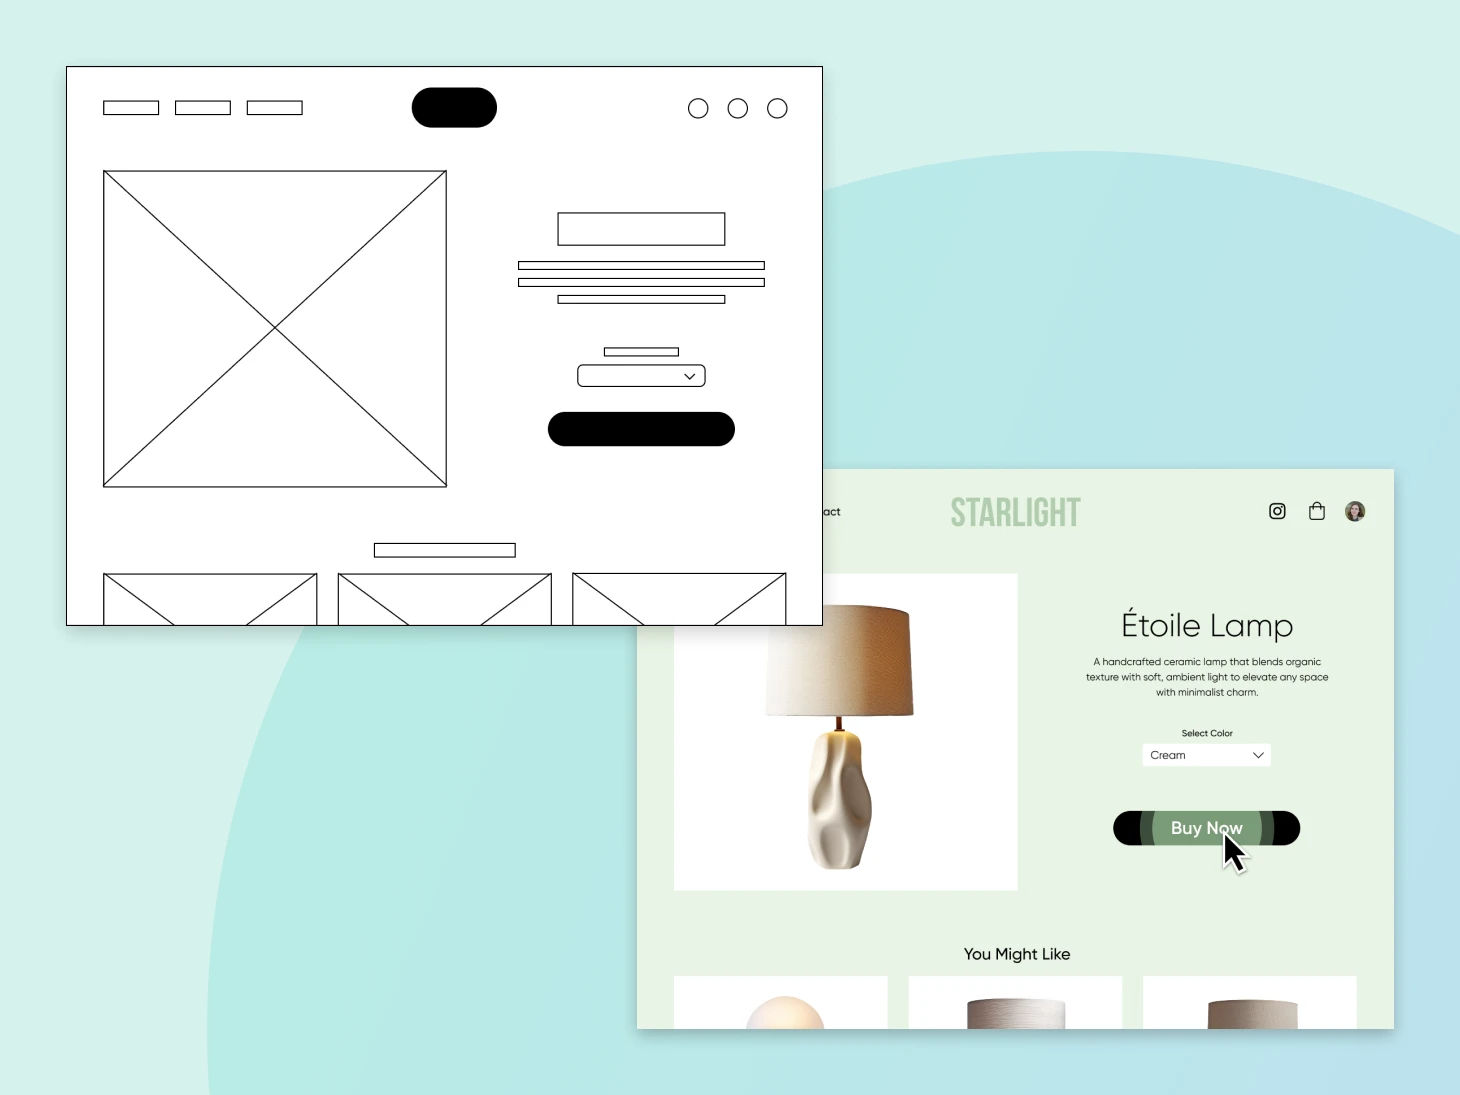 act
STARLIGHT
Étoile Lamp
A handcrafted ceramic lamp that blends organic
texture with soft, ambient light to elevate any space
with minimalist charm.
Select Color
Cream
Buy Now
You Might Like